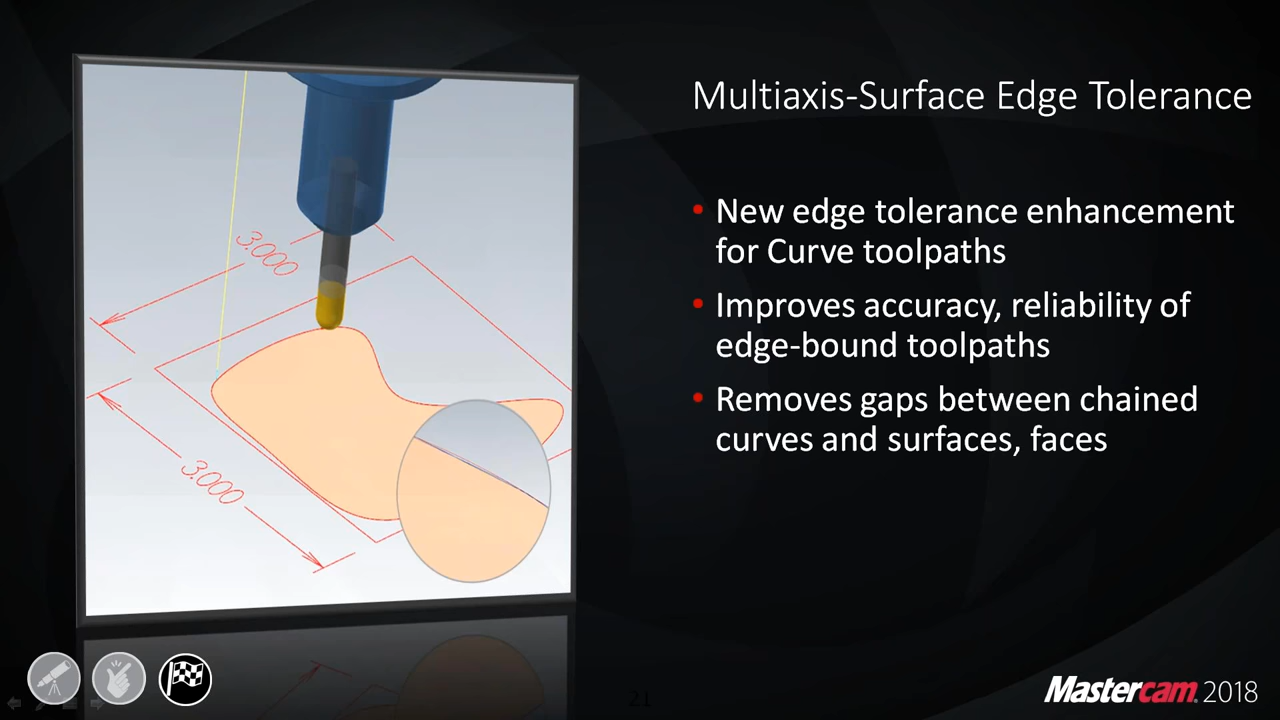 Multiaxis-Surface Edge Tolerance
• New edge tolerance enhancement
for Curve toolpaths
• Improves accuracy, reliability of
edge-bound toolpaths
• Removes gaps between chained
curves and surfaces, faces
3.000
3.000
21
Mastercam. 2018